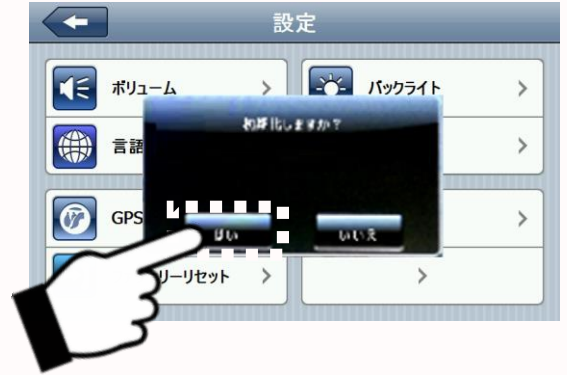 設定
ボリューム
バックライト
初期化しますか？
言語
GPS
はい
いいえ
リーリセット